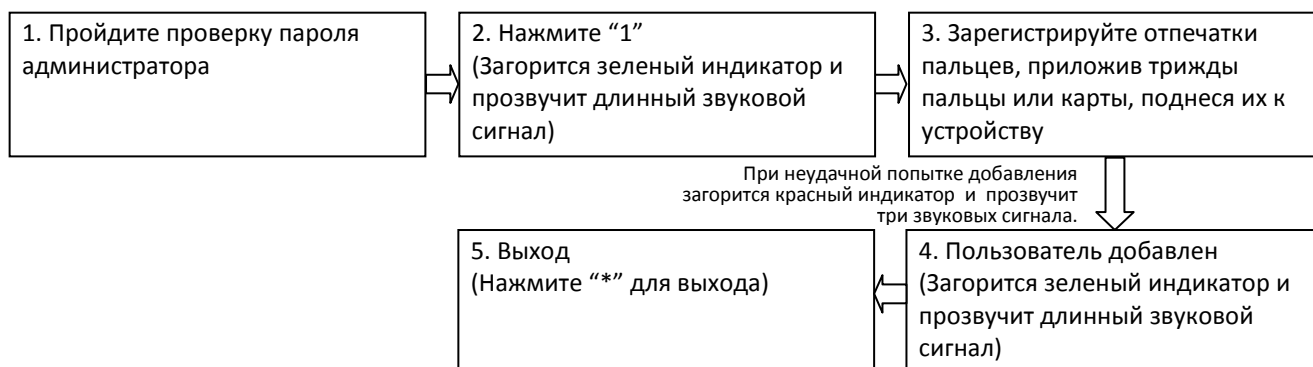 1. Пройдите проверку пароля
администратора
2. Нажмите “1”
(Загорится зеленый индикатор и
прозвучит длинный звуковой
сигнал)
3. Зарегистрируйте отпечатки
пальцев, приложив трижды
пальцы или карты, поднеся их к
устройству
При неудачной попытке добавления
загорится красный индикатор и прозвучит
три звуковых сигнала.
4. Пользователь добавлен
(Загорится зеленый индикатор и
прозвучит длинный звуковой
сигнал)
5. Выход
(Нажмите “*” для выхода)